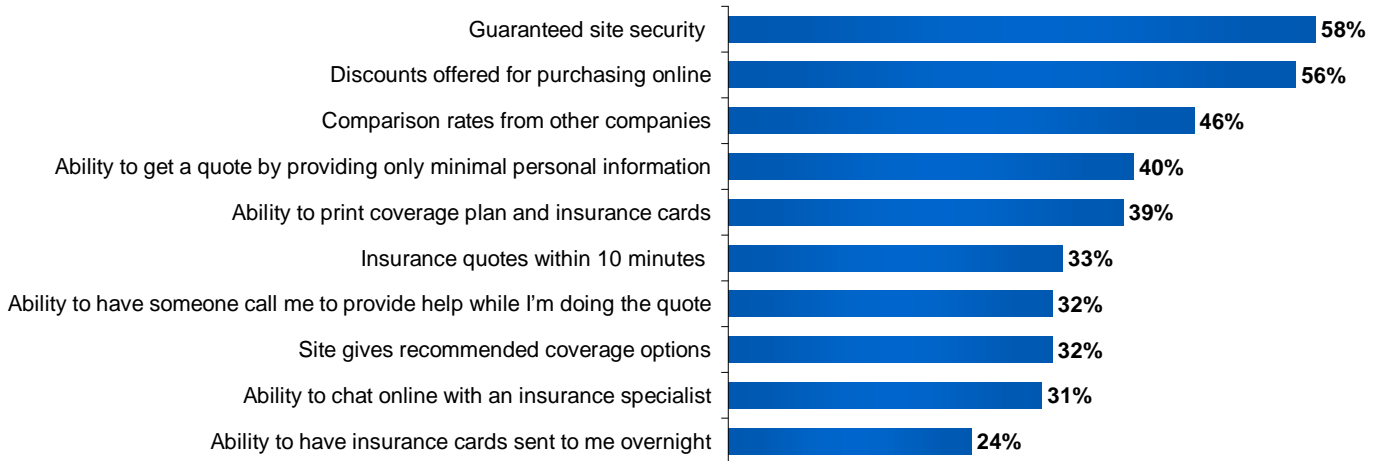 Guaranteed site security 58%
Discounts offered for purchasing online 56%
Comparison rates from other companies 46%
Ability to get a quote by providing only minimal personal information 40%
Ability to print coverage plan and insurance cards 39%
Insurance quotes within 10 minutes 33%
Ability to have someone call me to provide help while I’m doing the quote 32%
Site gives recommended coverage options 32%
Ability to chat online with an insurance specialist 31%
Ability to have insurance cards sent to me overnight 24%